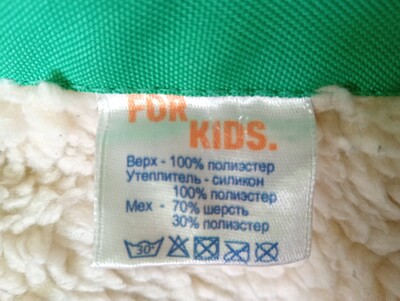 FOR
KIDS.
Верх - 100% полиэстер
Утеплитель - силикон
100% полиэстер
Мех - 70% шерсть
30% полиэстер
30°